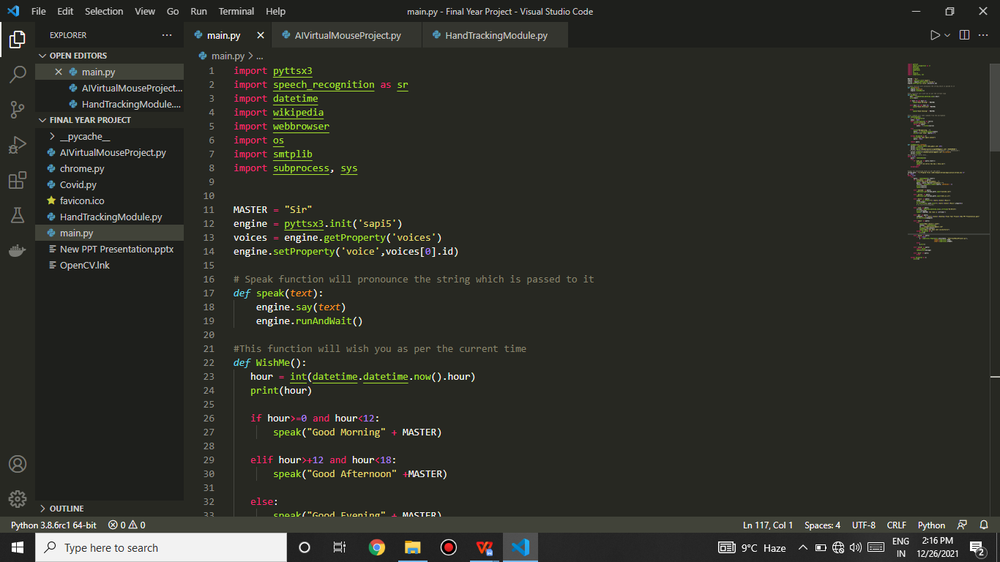 File Edit Selection View Go Run Terminal Help
main.py - Final Year Project - Visual Studio Code
EXPLORER
OPEN EDITORS
main.py
AIVirtualMouseProject...
HandTrackingModule....
FINAL YEAR PROJECT
__pycache__
AIVirtualMouseProject.py
chrome.py
Covid.py
favicon.ico
HandTrackingModule.py
main.py
New PPT Presentation.pptx
OpenCV.lnk
OUTLINE
main.py AIVirtualMouseProject.py HandTrackingModule.py
main.py > ...
1 import pyttsx3
2 import speech_recognition as sr
3 import datetime
4 import wikipedia
5 import webbrowser
6 import os
7 import smtplib
8 import subprocess, sys
9
10
11 MASTER = "Sir"
12 engine = pyttsx3.init('sapi5')
13 voices = engine.getProperty('voices')
14 engine.setProperty('voice',voices[0].id)
15
16 # Speak function will pronounce the string which is passed to it
17 def speak(text):
18 engine.say(text)
19 engine.runAndWait()
20
21 #This function will wish you as per the current time
22 def WishMe():
23 hour = int(datetime.datetime.now().hour)
24 print(hour)
25
26 if hour>=0 and hour<12:
27 speak("Good Morning" + MASTER)
28
29 elif hour>+12 and hour<18:
30 speak("Good Afternoon" +MASTER)
31
32 else:
33 speak("Good Evening" + MASTER)
Python 3.8.6rc1 64-bit 0 0 Ln 117, Col 1 Spaces: 4 UTF-8 CRLF Python
Type here to search
9°C Haze
ENG
IN
2:16 PM
12/26/2021
2